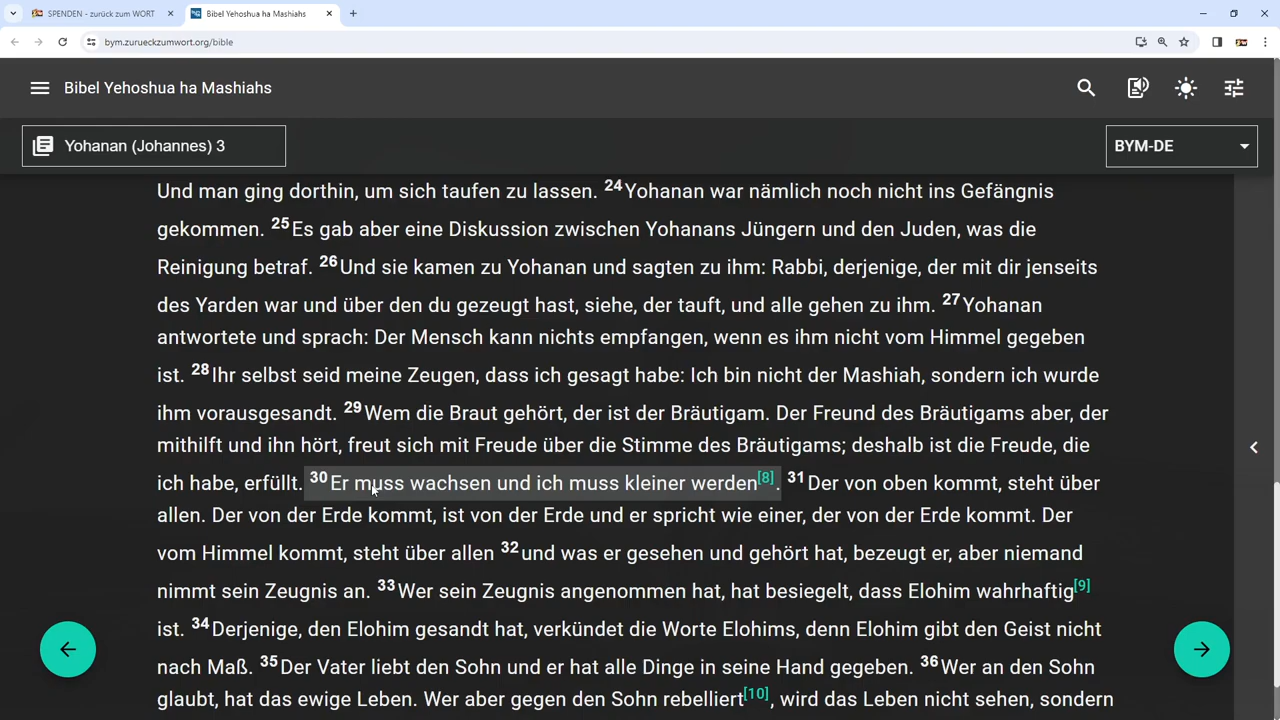 SPENDEN - zurück zum WORT
Bibel Yehoshua ha Mashiahs
bym.zurueckzumwort.org/bible
Bibel Yehoshua ha Mashiahs
Yohanan (Johannes) 3
BYM-DE
Und man ging dorthin, um sich taufen zu lassen. 24 Yohanan war nämlich noch nicht ins Gefängnis
gekommen. 25 Es gab aber eine Diskussion zwischen Yohanans Jüngern und den Juden, was die
Reinigung betraf. 26 Und sie kamen zu Yohanan und sagten zu ihm: Rabbi, derjenige, der mit dir jenseits
des Yarden war und über den du gezeugt hast, siehe, der tauft, und alle gehen zu ihm. 27 Yohanan
antwortete und sprach: Der Mensch kann nichts empfangen, wenn es ihm nicht vom Himmel gegeben
ist. 28 Ihr selbst seid meine Zeugen, dass ich gesagt habe: Ich bin nicht der Mashiah, sondern ich wurde
ihm vorausgesandt. 29 Wem die Braut gehört, der ist der Bräutigam. Der Freund des Bräutigams aber, der
mithilft und ihn hört, freut sich mit Freude über die Stimme des Bräutigams; deshalb ist die Freude, die
ich habe, erfüllt. 30 Er muss wachsen und ich muss kleiner werden[8]. 31 Der von oben kommt, steht über
allen. Der von der Erde kommt, ist von der Erde und er spricht wie einer, der von der Erde kommt. Der
vom Himmel kommt, steht über allen 32 und was er gesehen und gehört hat, bezeugt er, aber niemand
nimmt sein Zeugnis an. 33 Wer sein Zeugnis angenommen hat, hat besiegelt, dass Elohim wahrhaftig[9]
ist. 34 Derjenige, den Elohim gesandt hat, verkündet die Worte Elohims, denn Elohim gibt den Geist nicht
nach Maß. 35 Der Vater liebt den Sohn und er hat alle Dinge in seine Hand gegeben. 36 Wer an den Sohn
glaubt, hat das ewige Leben. Wer aber gegen den Sohn rebelliert[10], wird das Leben nicht sehen, sondern